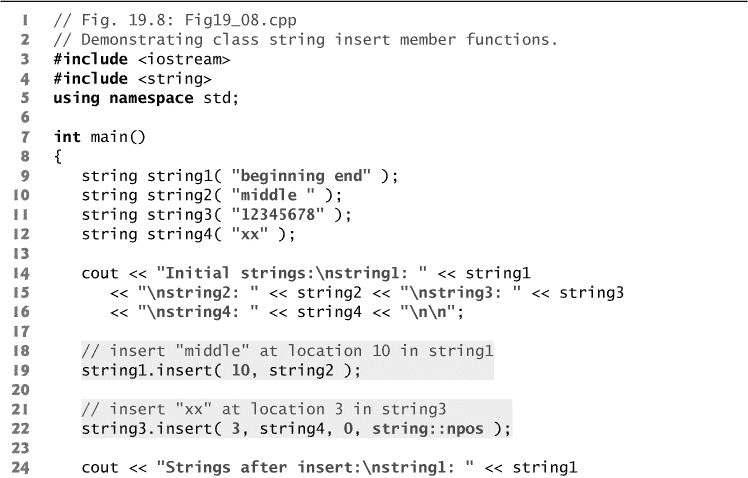 1 // Fig. 19.8: Fig19_08.cpp
2 // Demonstrating class string insert member functions.
3 #include <iostream>
4 #include <string>
5 using namespace std;
6
7 int main()
8 {
9 string string1( "beginning end" );
10 string string2( "middle " );
11 string string3( "12345678" );
12 string string4( "xx" );
13
14 cout << "Initial strings:\nstring1: " << string1
15 << "\nstring2: " << string2 << "\nstring3: " << string3
16 << "\nstring4: " << string4 << "\n\n";
17
18 // insert "middle" at location 10 in string1
19 string1.insert( 10, string2 );
20
21 // insert "xx" at location 3 in string3
22 string3.insert( 3, string4, 0, string::npos );
23
24 cout << "Strings after insert:\nstring1: " << string1